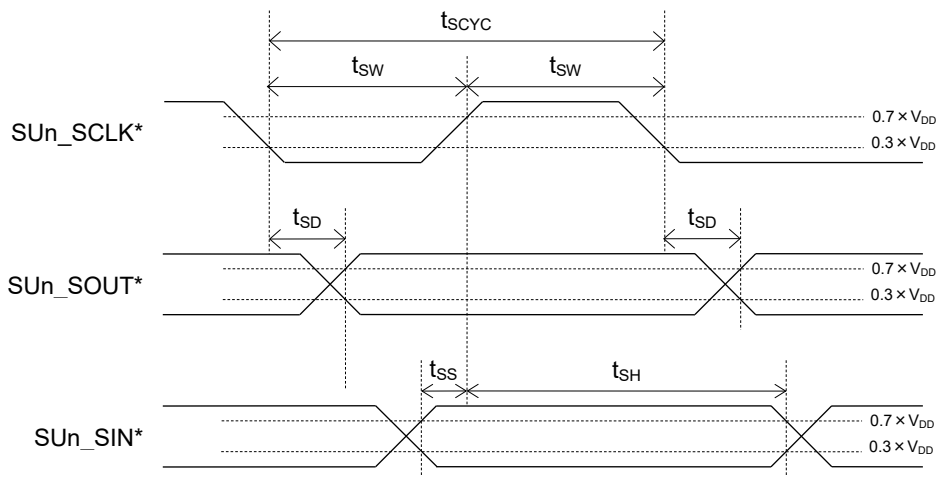 tSCYC
tSW tSW
SUn_SCLK*
0.7 × VDD
0.3 × VDD
tSD tSD
SUn_SOUT*
0.7 × VDD
0.3 × VDD
tSS tSH
SUn_SIN*
0.7 × VDD
0.3 × VDD